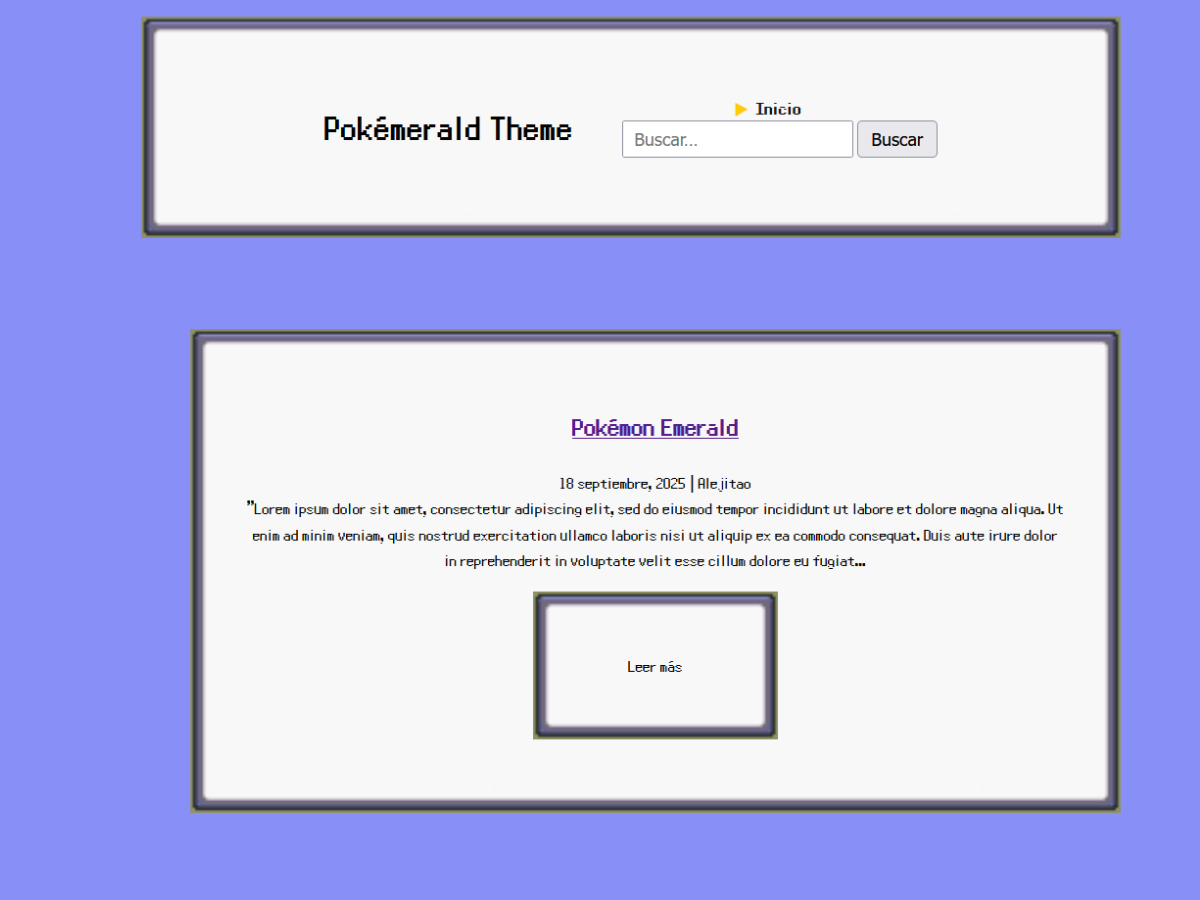 Pokémerald Theme
▶ Inicio
Buscar...
Buscar
Pokémon Emerald
18 septiembre, 2025 | Alejitao
"Lorem ipsum dolor sit amet, consectetur adipiscing elit, sed do eiusmod tempor incididunt ut labore et dolore magna aliqua. Ut
enim ad minim veniam, quis nostrud exercitation ullamco laboris nisi ut aliquip ex ea commodo consequat. Duis aute irure dolor
in reprehenderit in voluptate velit esse cillum dolore eu fugiat...
Leer más